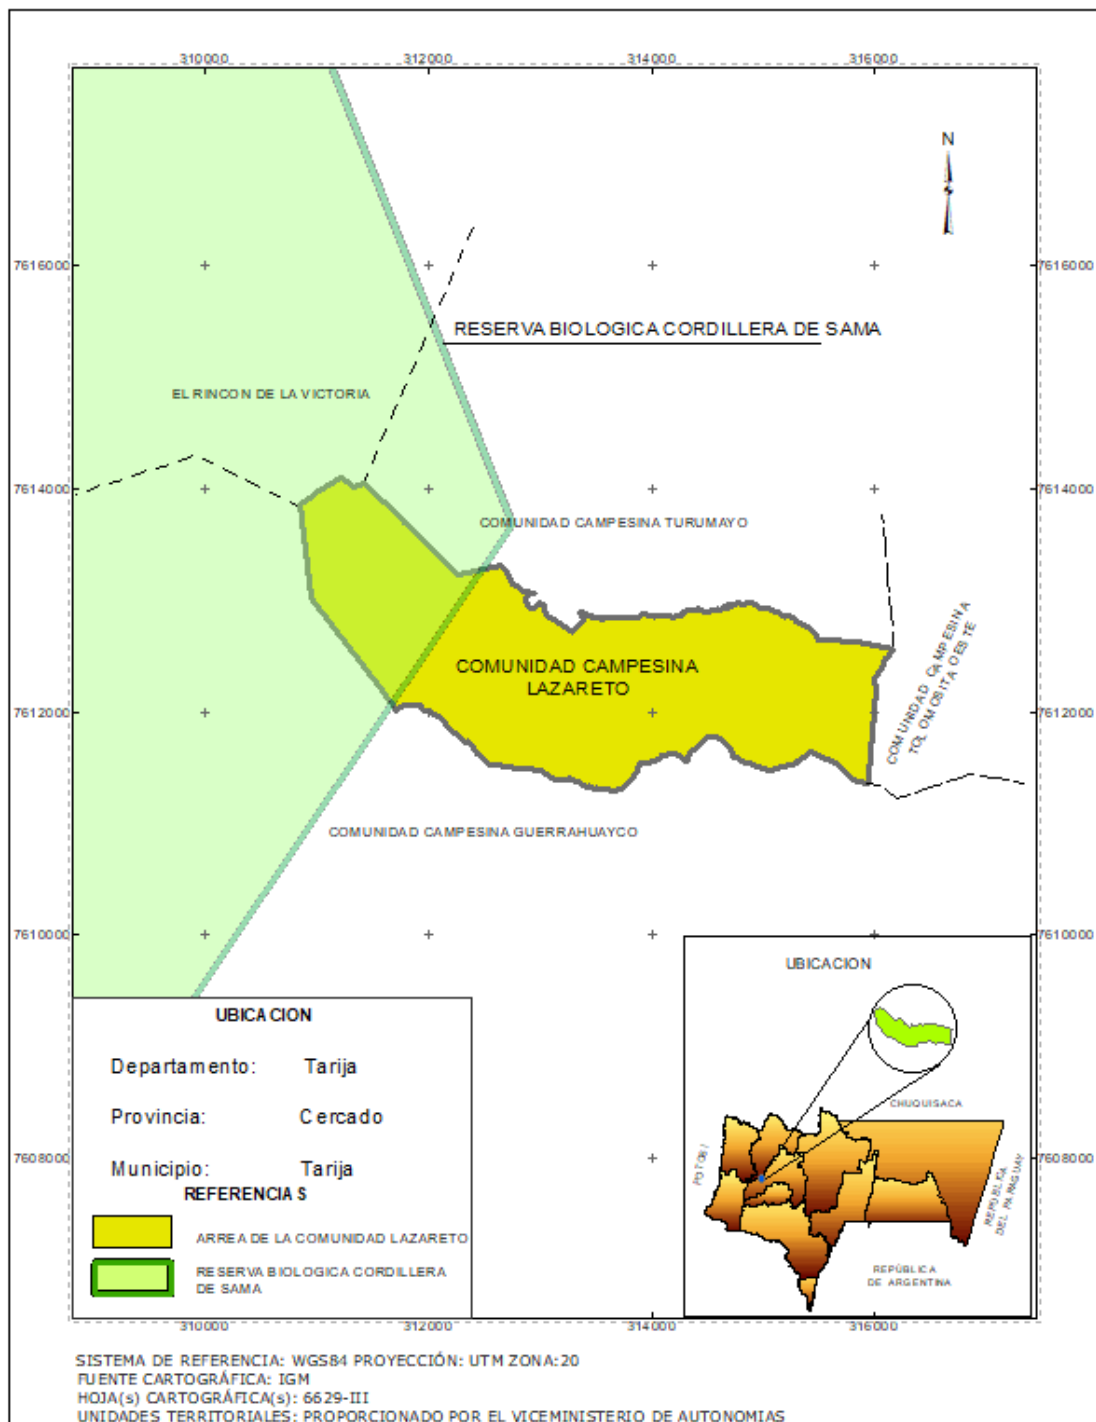 310000 312000 314000 316000
N
7616000 7616000
RESERVA BIOLOGICA CORDILLERA DE SAMA
EL RINCON DE LA VICTORIA
7614000 7614000
COMUNIDAD CAMPESINA TURUMAYO
COMUNIDAD CAMPESINA
LAZARETO
COMUNIDAD CAMPESINA
TOLOMOSITA OESTE
7612000 7612000
COMUNIDAD CAMPESINA GUERRAHUAYCO
7610000 7610000
UBICACION
CHUQUISACA
POTOSI
REPÚBLICA
DEL PARAGUAY
REPÚBLICA
DE ARGENTINA
UBICACION
Departamento: Tarija
Provincia: Cercado
7608000 7608000
Municipio: Tarija
REFERENCIAS
ARREA DE LA COMUNIDAD LAZARETO
RESERVA BIOLOGICA CORDILLERA
DE SAMA
310000 312000 314000 316000
SISTEMA DE REFERENCIA: WGS84 PROYECCIÓN: UTM ZONA:20
FUENTE CARTOGRÁFICA: IGM
HOJA(s) CARTOGRÁFICA(s): 6629-III
UNIDADES TERRITORIALES: PROPORCIONADO POR EL VICEMINISTERIO DE AUTONOMIAS